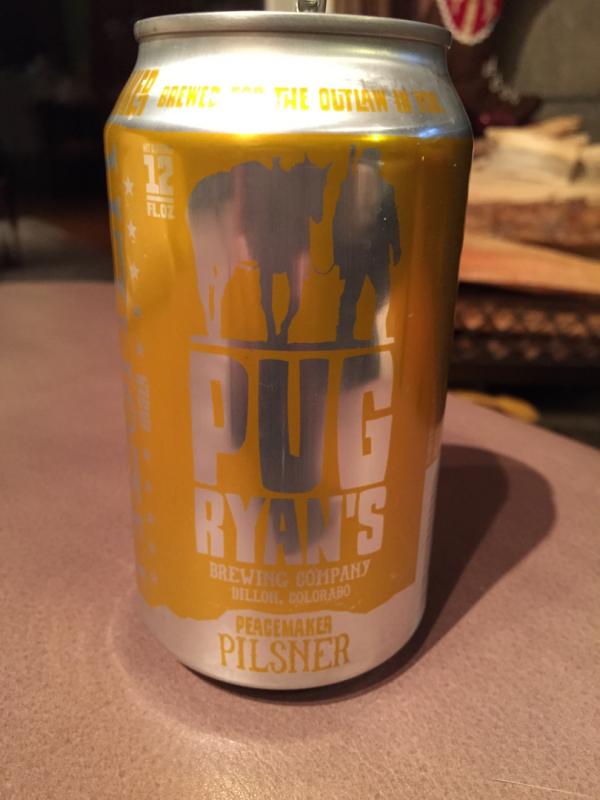 BREWED FOR THE OUTLAW IN YOU
12
FL.OZ
PUG
RYAN'S
BREWING COMPANY
DILLON, COLORADO
PEACEMAKER
PILSNER